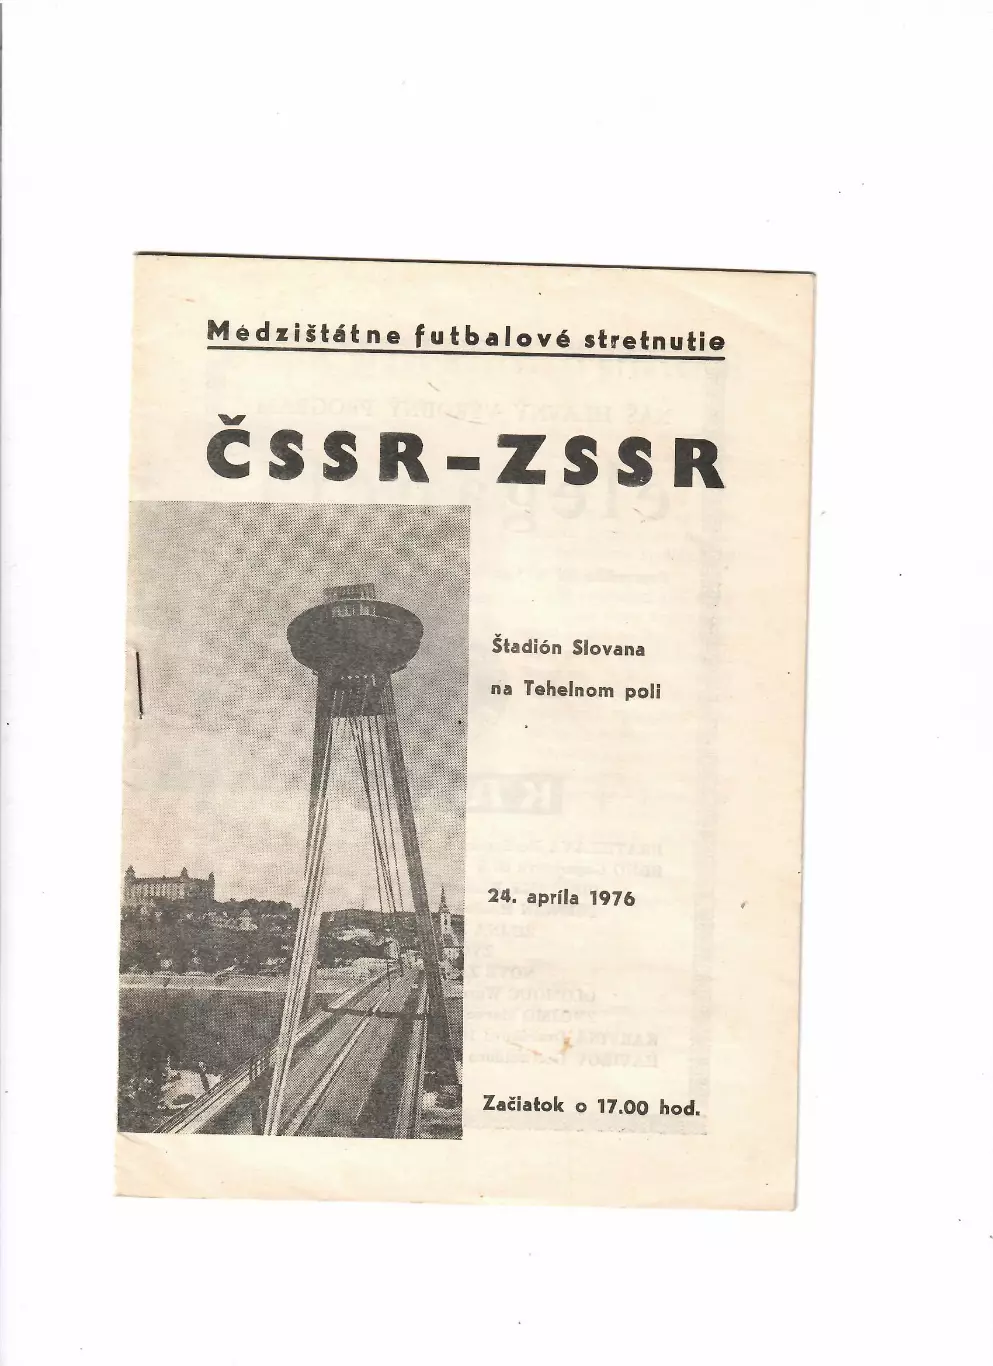 Medzištátne futbalové stretnutie
ČSSR-ZSSR
Štadión Slovana
na Tehelnom poli
24. apríla 1976
Začiatok o 17.00 hod.